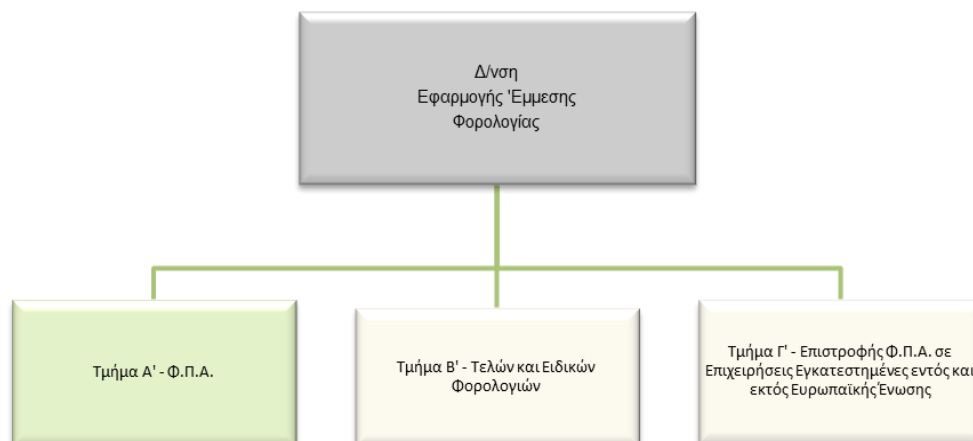 Δ/νση
Εφαρμογής 'Εμμεσης
Φορολογίας
Τμήμα Α' - Φ.Π.Α.
Τμήμα Β' - Τελών και Ειδικών
Φορολογιών
Τμήμα Γ' - Επιστροφής Φ.Π.Α. σε
Επιχειρήσεις Εγκατεστημένες εντός και
εκτός Ευρωπαϊκής Ένωσης